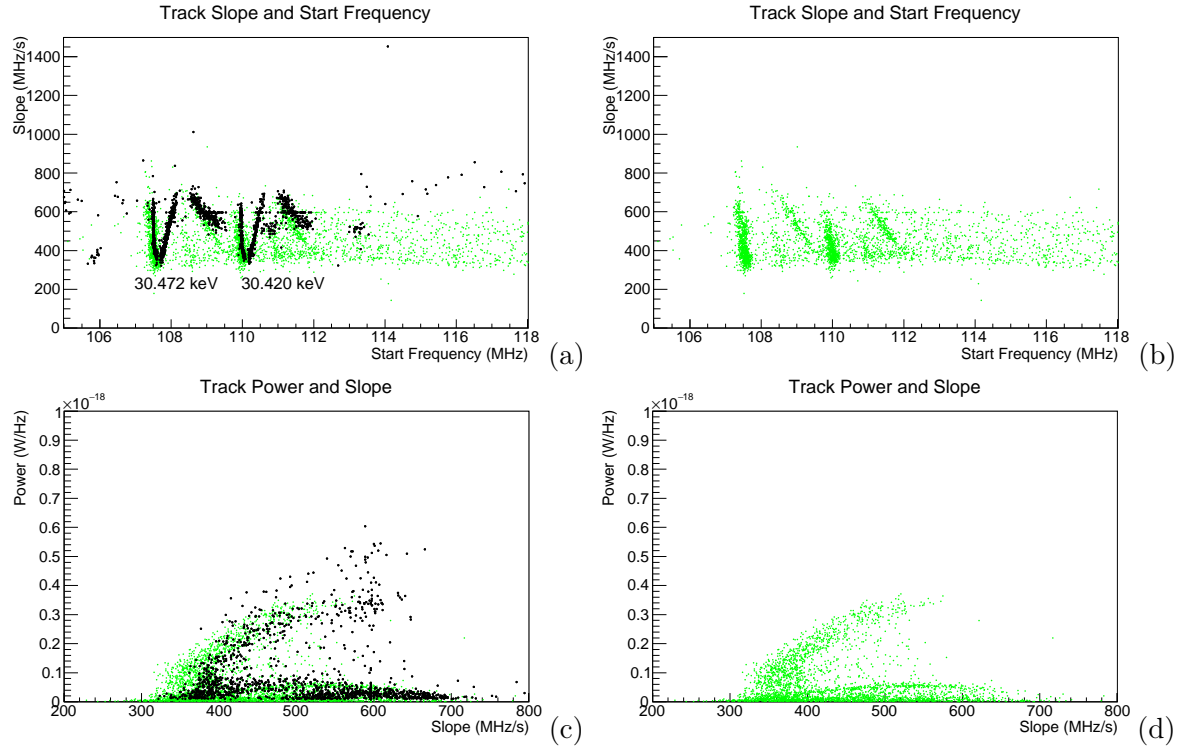 Track Slope and Start Frequency
Slope (MHz/s)
1400
1200
1000
800
600
400
200
0
30.472 keV
30.420 keV
106 108 110 112 114 116 118
Start Frequency (MHz)
(a)
Track Slope and Start Frequency
Slope (MHz/s)
1400
1200
1000
800
600
400
200
0
106 108 110 112 114 116 118
Start Frequency (MHz)
(b)
Track Power and Slope
×10⁻¹⁸
Power (W/Hz)
1
0.9
0.8
0.7
0.6
0.5
0.4
0.3
0.2
0.1
0
200 300 400 500 600 700 800
Slope (MHz/s)
(c)
Track Power and Slope
×10⁻¹⁸
Power (W/Hz)
1
0.9
0.8
0.7
0.6
0.5
0.4
0.3
0.2
0.1
0
200 300 400 500 600 700 800
Slope (MHz/s)
(d)